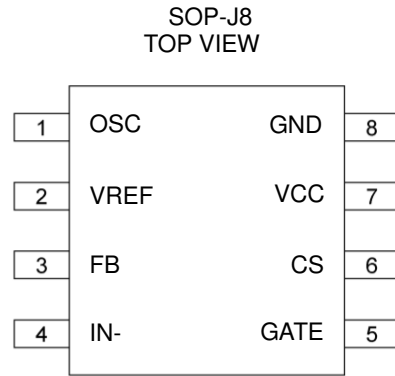 SOP-J8
TOP VIEW
1 OSC GND 8
2 VREF VCC 7
3 FB CS 6
4 IN- GATE 5